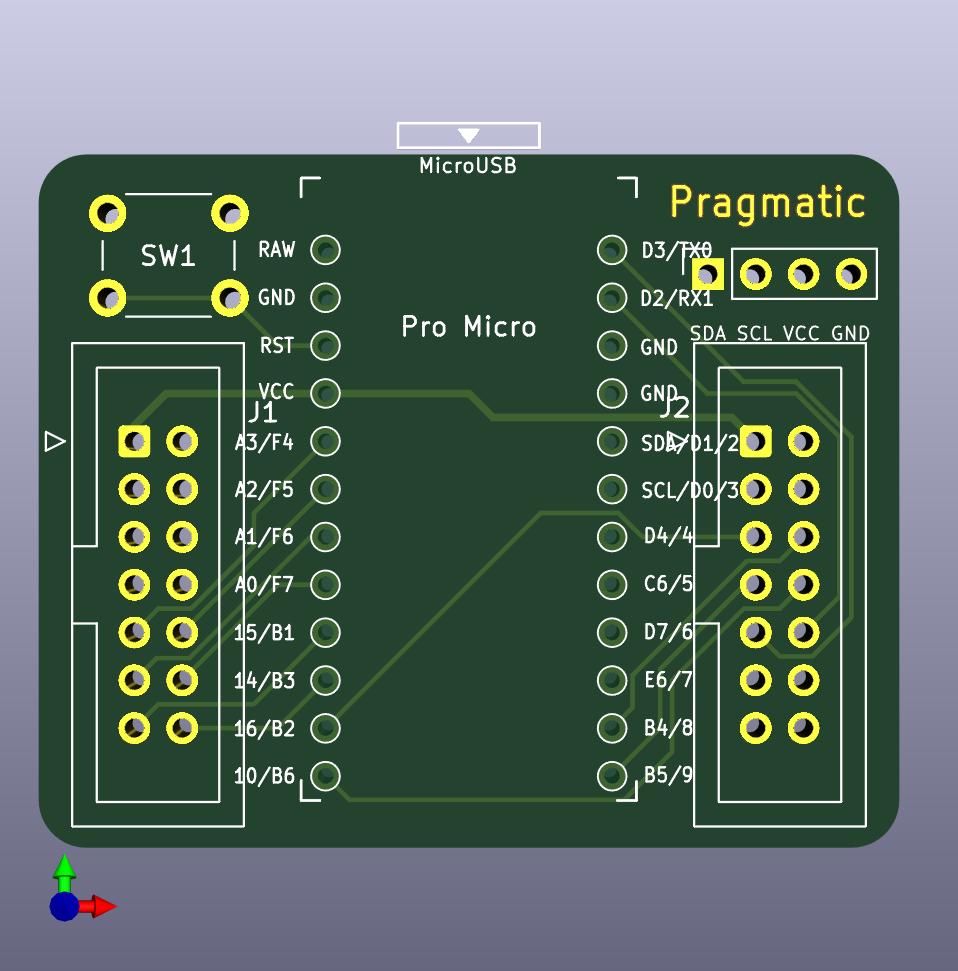 MicroUSB
Pragmatic
SW1
RAW
GND
RST
VCC
J1
A3/F4
A2/F5
A1/F6
A0/F7
15/B1
14/B3
16/B2
10/B6
Pro Micro
D3/TX0
D2/RX1
GND
GND
SDA/D1/2
SCL/D0/3
D4/4
C6/5
D7/6
E6/7
B4/8
B5/9
SDA SCL VCC GND
J2